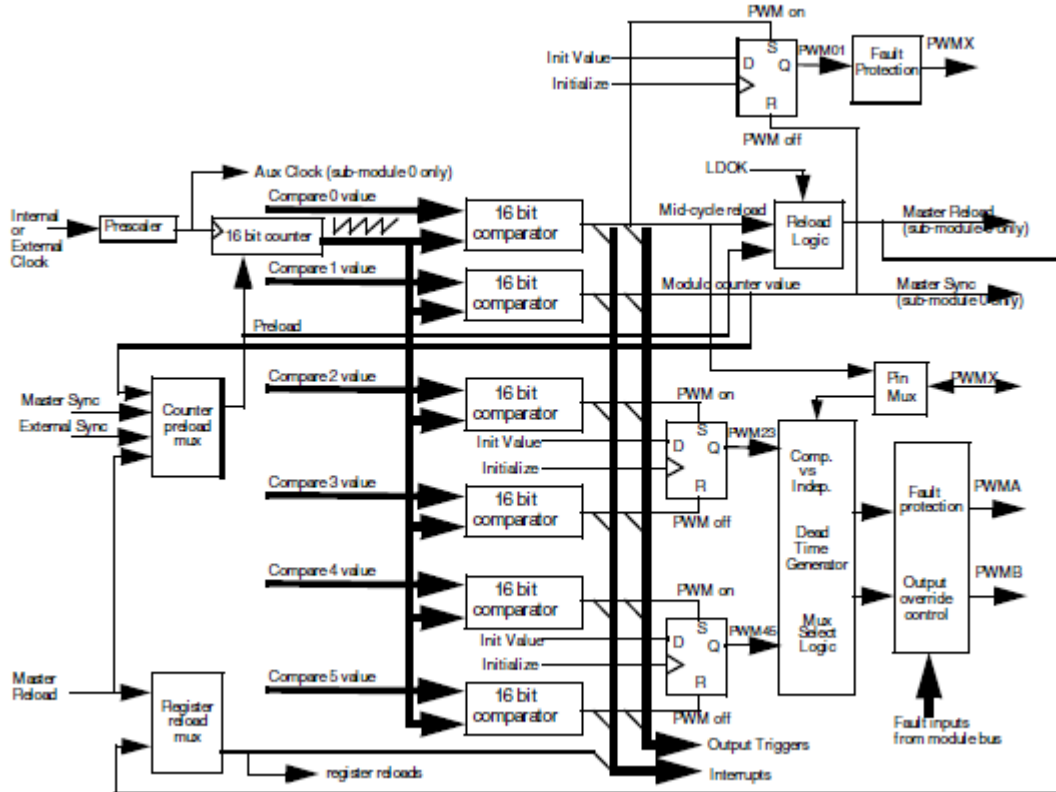 PWM on
Init Value
D
S
Q
PWM01
Fault
Protection
PWMX
Initialize
R
PWM off
Aux Clock (sub-module 0 only)
LDOK
Internal
or
External
Clock
Prescaler
16 bit counter
Compare 0 value
16 bit
comparator
Mid-cycle reload
Reload
Logic
Master Reload
(sub-module 0 only)
Compare 1 value
16 bit
comparator
Modulo counter value
Master Sync
(sub-module 0 only)
Preload
Master Sync
External Sync
Counter
preload
mux
Compare 2 value
16 bit
comparator
PWM on
Pin
Mux
PWMX
Init Value
D
S
Q
PWM23
Initialize
R
PWM off
Comp.
vs
Indep.
Dead
Time
Generator
Mux
Select
Logic
Fault
protection
Output
override
control
PWMA
PWMB
Compare 3 value
16 bit
comparator
Compare 4 value
16 bit
comparator
PWM on
Init Value
D
S
Q
PWM45
Initialize
R
PWM off
Master
Reload
Register
reload
mux
Compare 5 value
16 bit
comparator
Fault inputs
from module bus
Output Triggers
Interrupts
register reloads